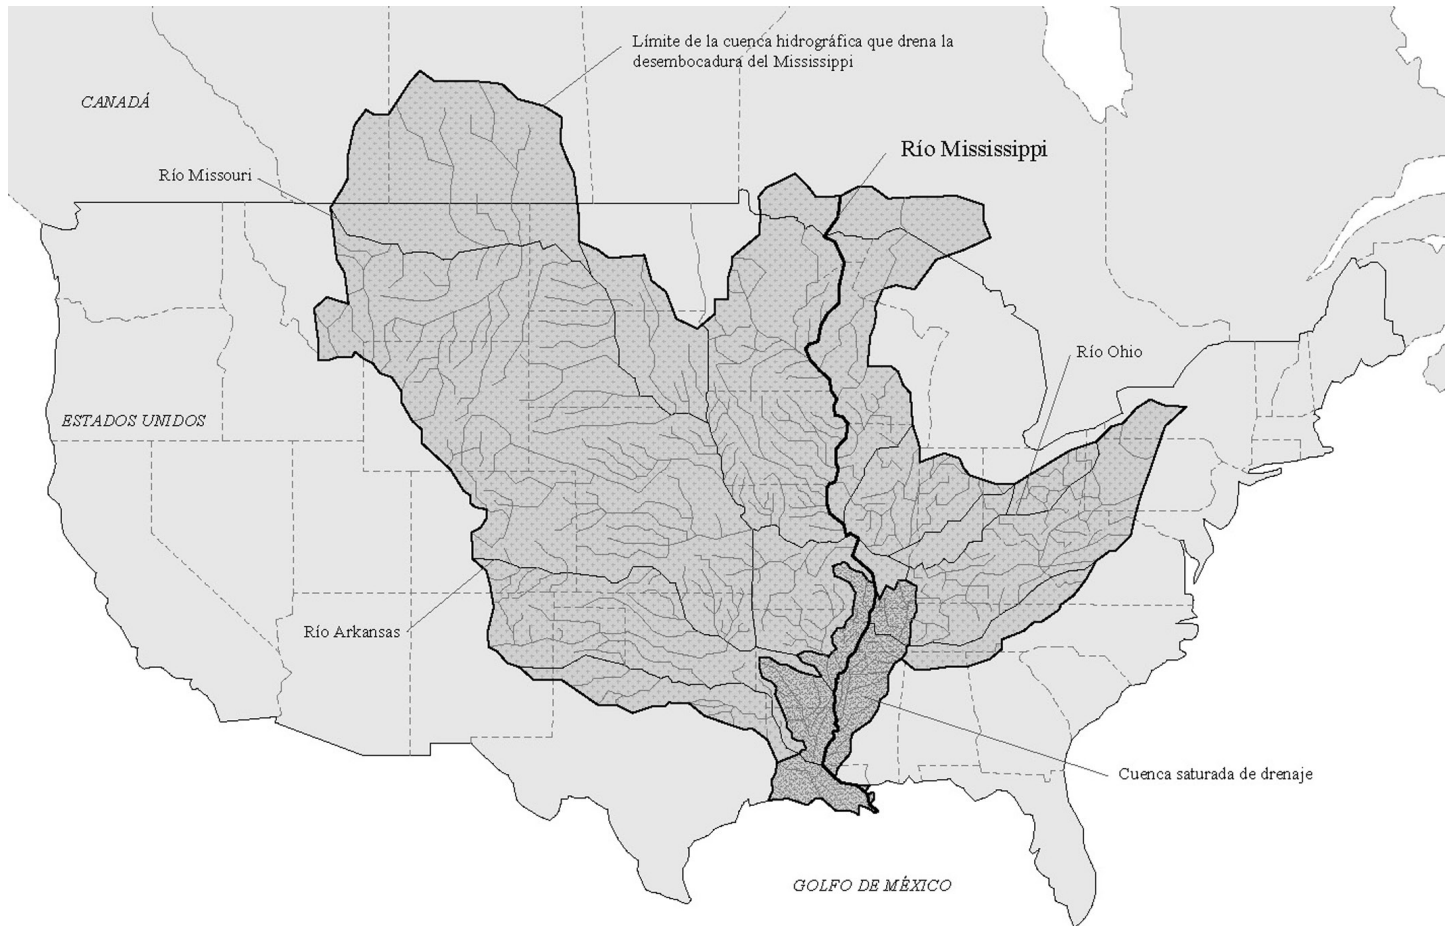 Límite de la cuenca hidrográfica que drena la
desembocadura del Mississippi
CANADÁ
Río Mississippi
Río Missouri
Río Ohio
ESTADOS UNIDOS
Río Arkansas
Cuenca saturada de drenaje
GOLFO DE MÉXICO